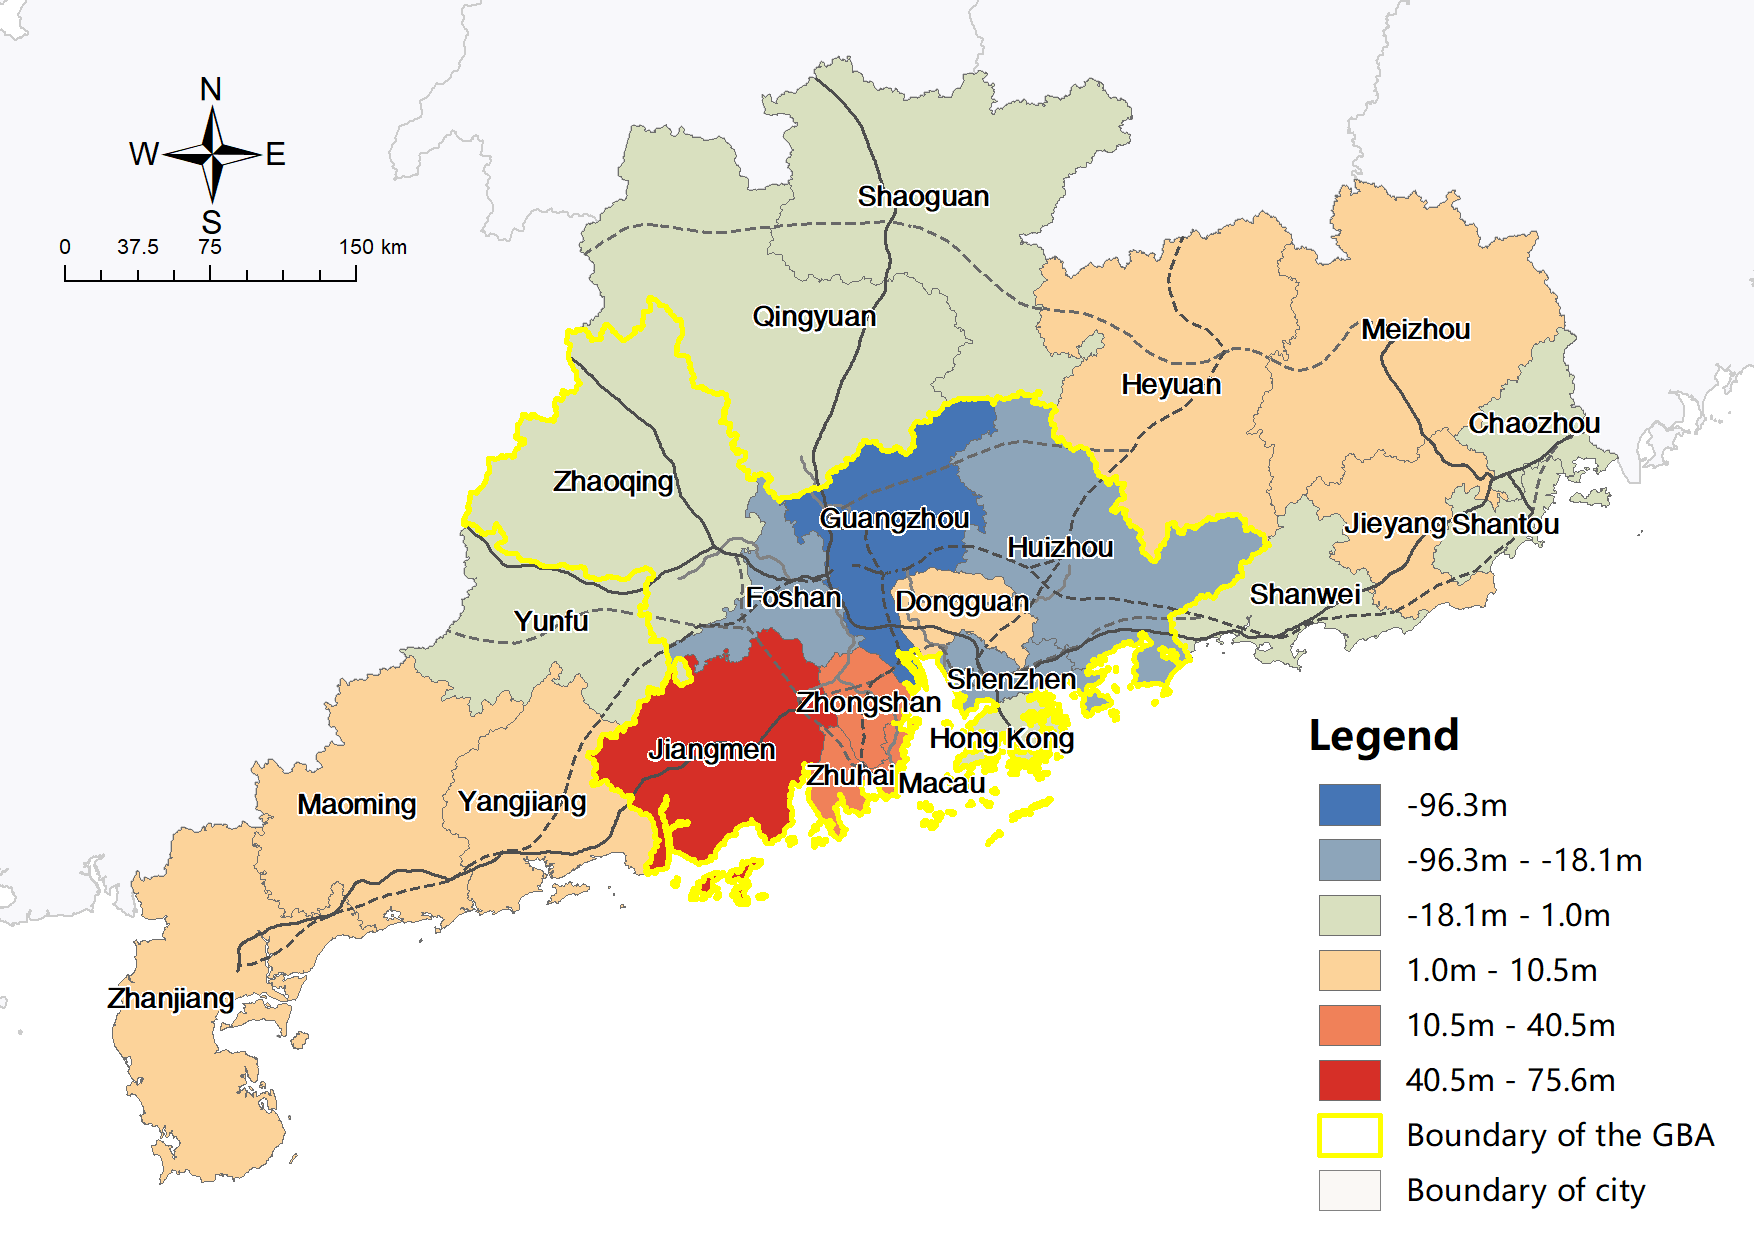 N
W E
S
0 37.5 75 150 km
Shaoguan
Qingyuan
Meizhou
Heyuan
Chaozhou
Zhaoqing
Guangzhou
Jieyang Shantou
Huizhou
Foshan
Dongguan
Shanwei
Yunfu
Shenzhen
Zhongshan
Hong Kong
Jiangmen
Zhuhai
Macau
Maoming
Yangjiang
Zhanjiang
Legend
-96.3m
-96.3m - -18.1m
-18.1m - 1.0m
1.0m - 10.5m
10.5m - 40.5m
40.5m - 75.6m
Boundary of the GBA
Boundary of city